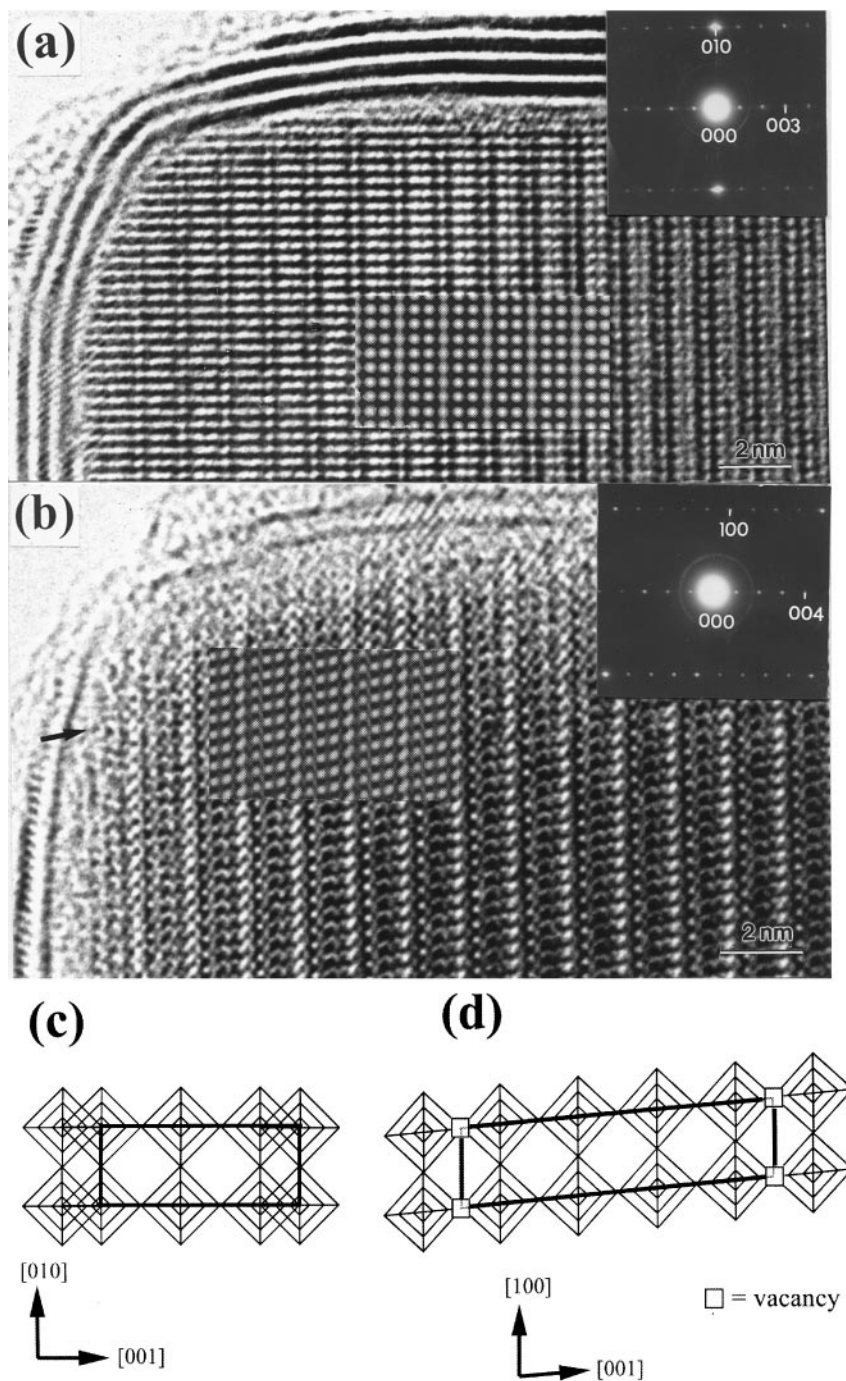 (a)
010
000
003
2 nm
(b)
100
000
004
2 nm
(c)
(d)
[010]
[001]
[100]
[001]
= vacancy